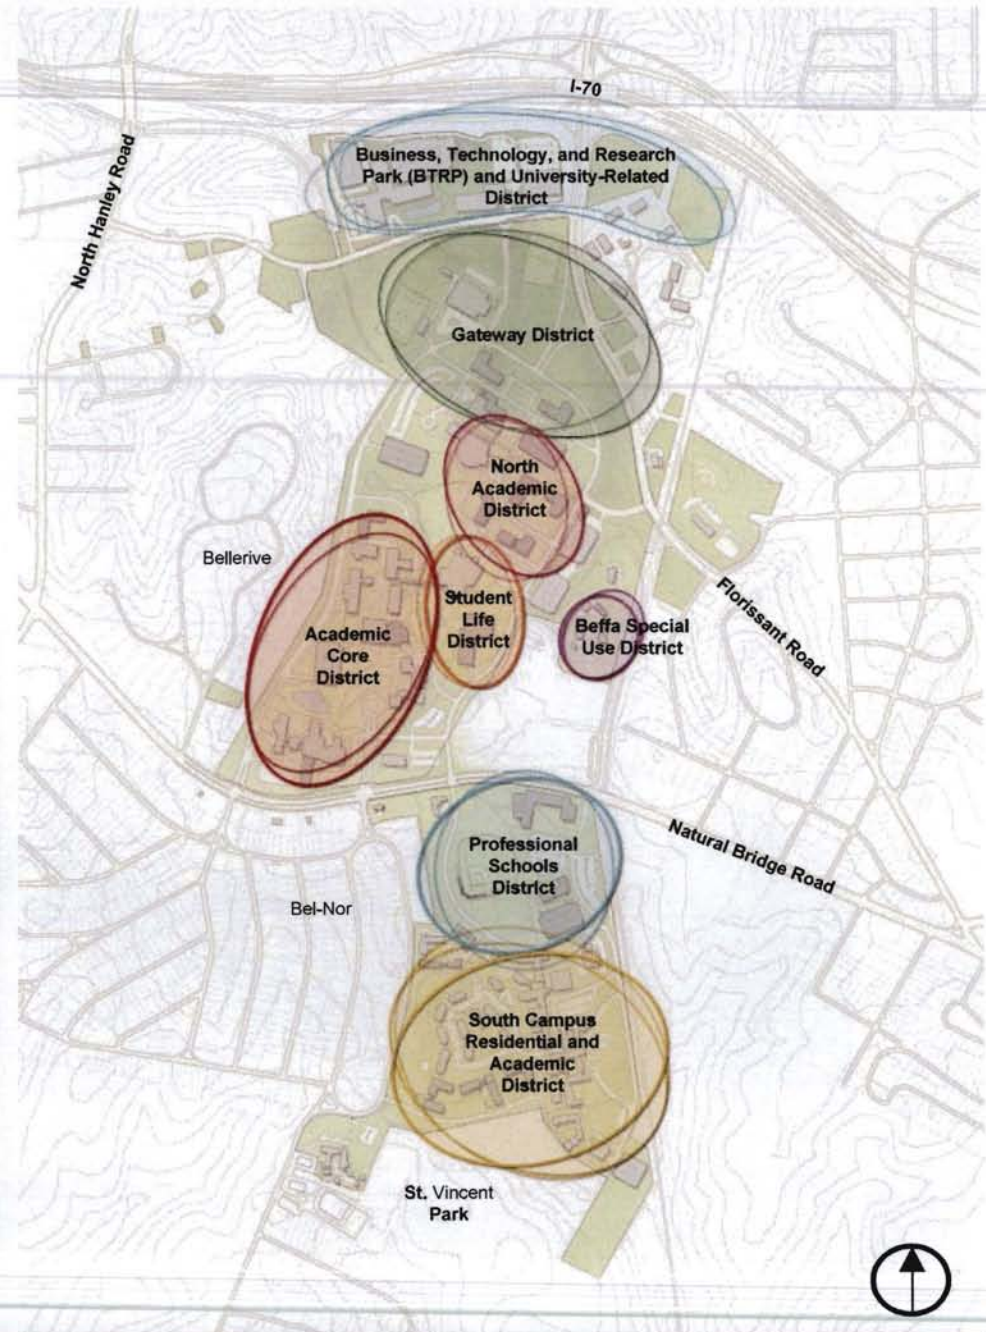 I-70
Business, Technology, and Research
Park (BTRP) and University-Related
District
North Hanley Road
Gateway District
North
Academic
District
Bellerive
Student
Life
District
Academic
Core
District
Beffa Special
Use District
Florissant Road
Natural Bridge Road
Professional
Schools
District
Bel-Nor
South Campus
Residential and
Academic
District
St. Vincent
Park